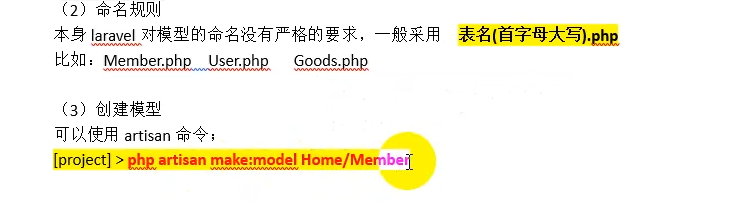 （2）命名规则
本身 laravel 对模型的命名没有严格的要求，一般采用 表名(首字母大写).php
比如：Member.php User.php Goods.php
（3）创建模型
可以使用 artisan 命令；
[project] > php artisan make:model Home/Member